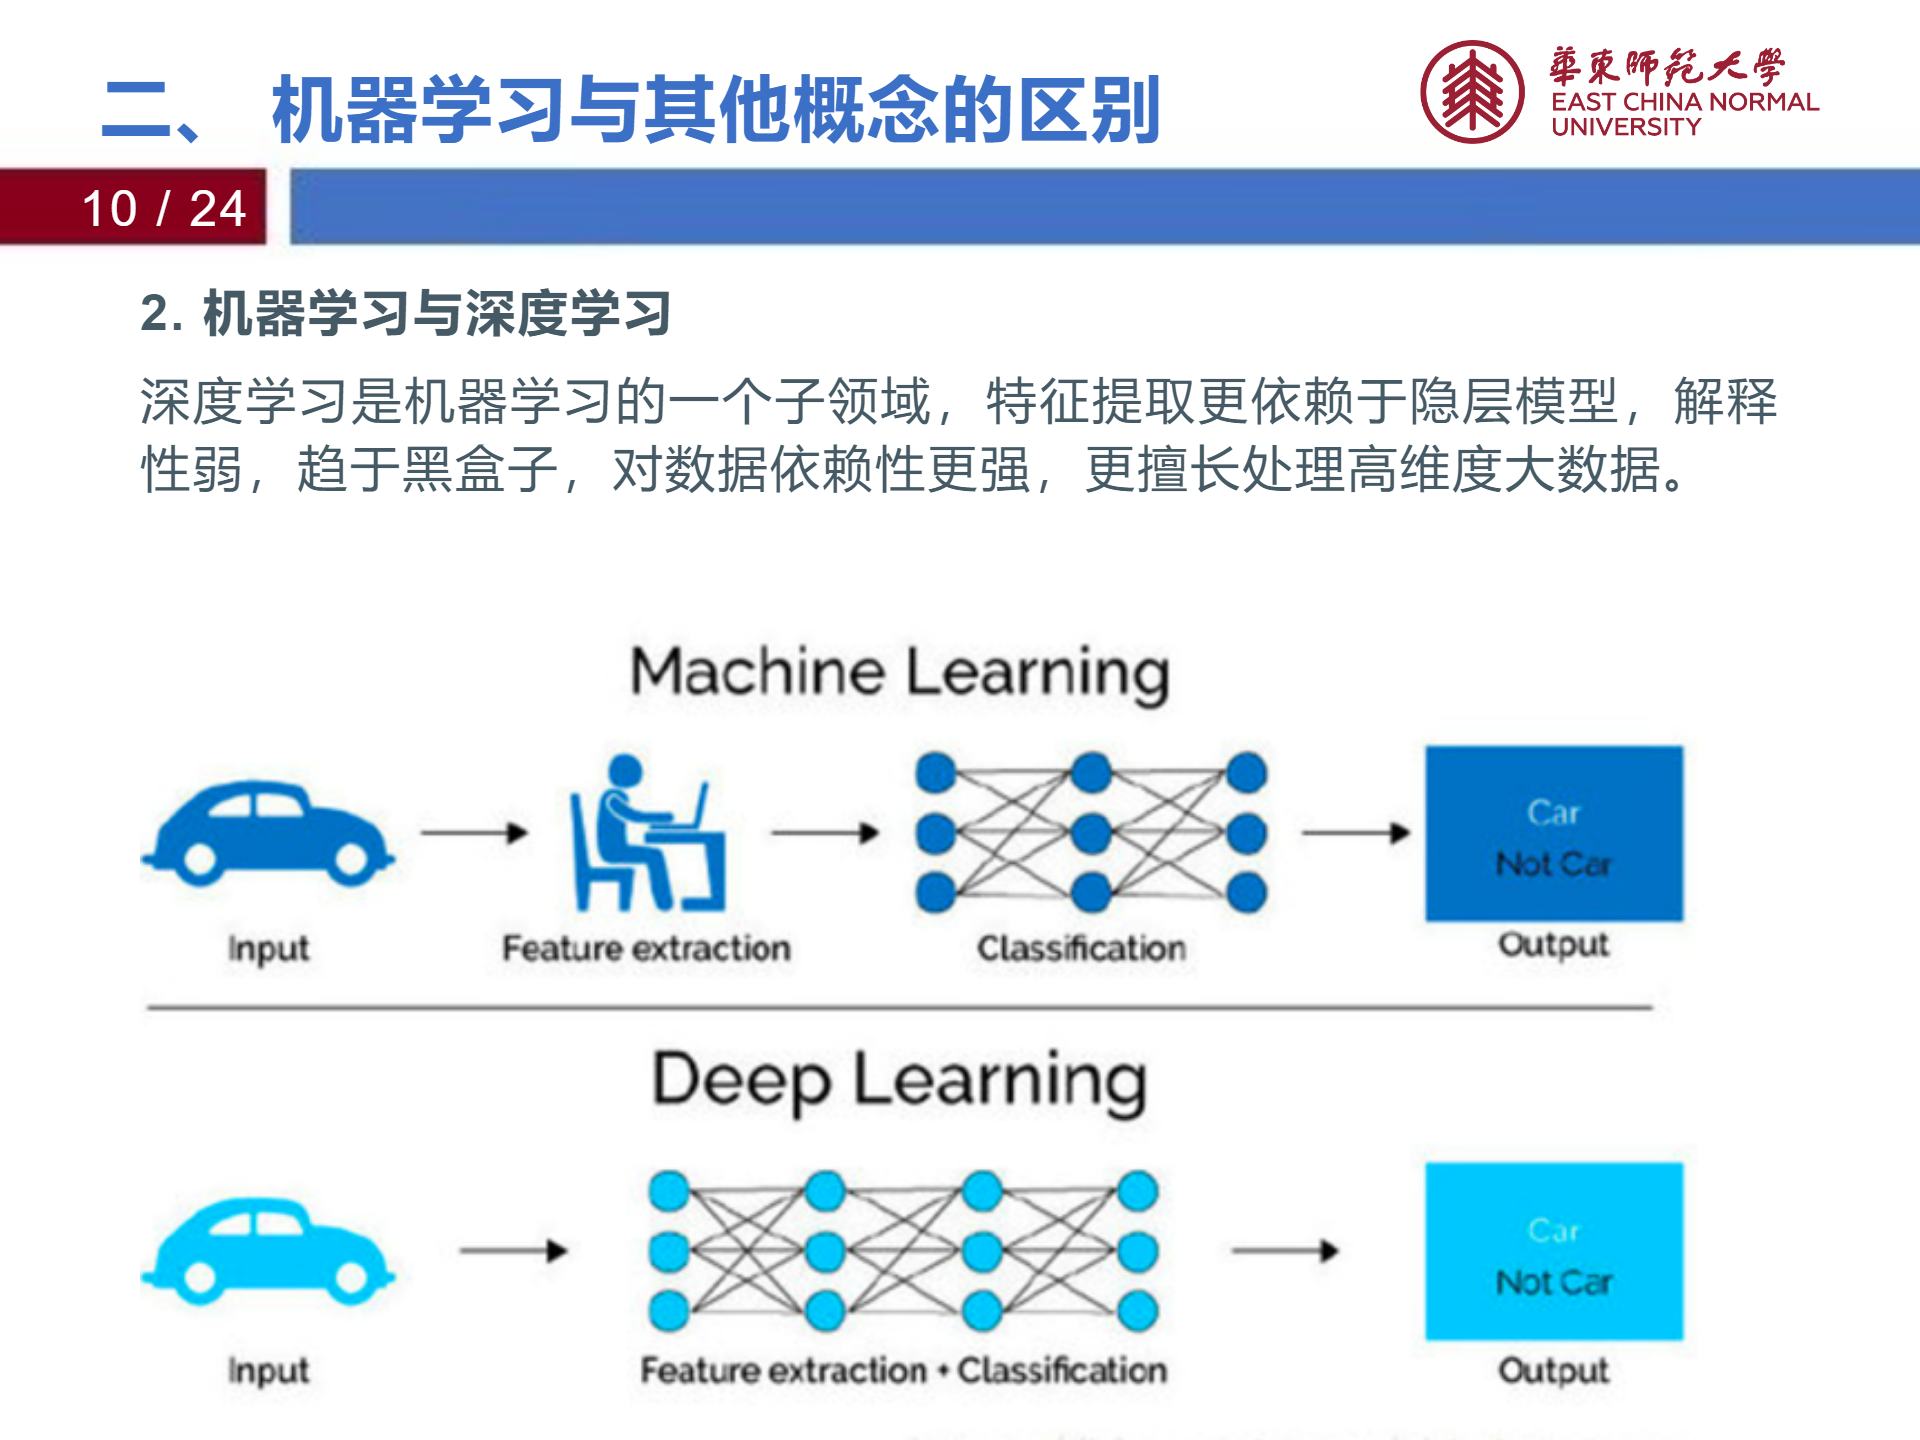 二、 机器学习与其他概念的区别
華東師範大學
EAST CHINA NORMAL
UNIVERSITY
10 / 24
2. 机器学习与深度学习
深度学习是机器学习的一个子领域，特征提取更依赖于隐层模型，解释
性弱，趋于黑盒子，对数据依赖性更强，更擅长处理高维度大数据。
Machine Learning
Car
Not Car
Input
Feature extraction
Classification
Output
Deep Learning
Car
Not Car
Input
Feature extraction + Classification
Output